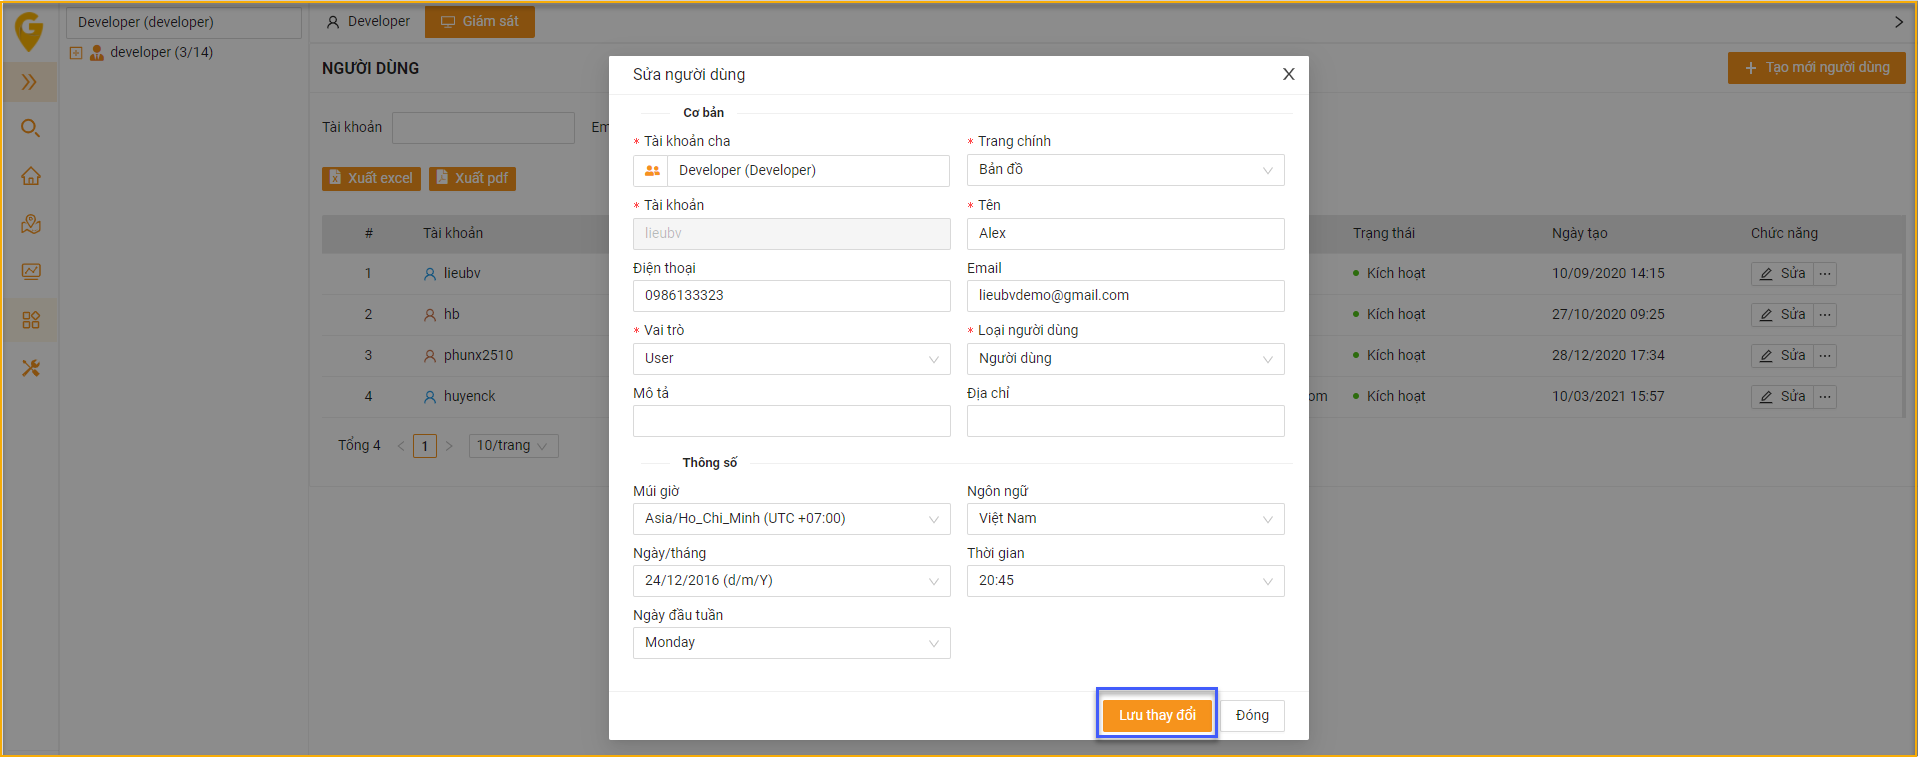 G
Developer (developer)
developer (3/14)
Developer
Giám sát
NGƯỜI DÙNG
Tạo mới người dùng
Tài khoản
Em
Xuất excel
Xuất pdf
# Tài khoản Trạng thái Ngày tạo Chức năng
1 lieubv Kích hoạt 10/09/2020 14:15 Sửa ...
2 hb Kích hoạt 27/10/2020 09:25 Sửa ...
3 phunx2510 Kích hoạt 28/12/2020 17:34 Sửa ...
4 huyenck om Kích hoạt 10/03/2021 15:57 Sửa ...
Tổng 4 < 1 > 10/trang
Sửa người dùng X
Cơ bản
* Tài khoản cha
Developer (Developer)
* Trang chính
Bản đồ
* Tài khoản
lieubv
* Tên
Alex
Điện thoại
0986133323
Email
lieubvdemo@gmail.com
* Vai trò
User
* Loại người dùng
Người dùng
Mô tả
Địa chỉ
Thông số
Múi giờ
Asia/Ho_Chi_Minh (UTC +07:00)
Ngôn ngữ
Việt Nam
Ngày/tháng
24/12/2016 (d/m/Y)
Thời gian
20:45
Ngày đầu tuần
Monday
Lưu thay đổi
Đóng